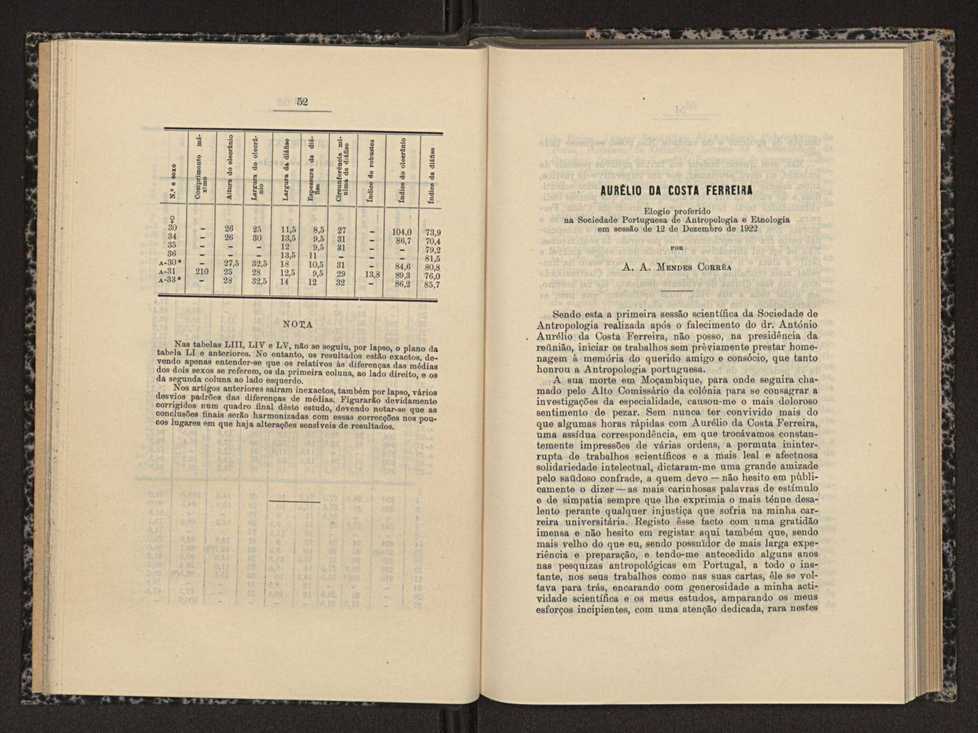 52
N.º e sexo
Comprimento má-
ximo
Altura do olecrânio
Largura do olecrâ-
nio
Largura da diáfise
Espessura da diá-
fise
Circunferência mí-
nima da diáfise
Índice de robustes
Índice do olecrânio
Índice da diáfise
♀
30 – 26 25 11,5 8,5 27 – 104,0 73,9
34 – 26 30 13,5 9,5 31 – 86,7 70,4
35 – – – 12 9,5 31 – – 79,2
36 – – – 13,5 11 – – – 81,5
A-30* – 27,5 32,5 18 10,5 31 – 84,6 80,8
A-31 210 25 28 12,5 9,5 29 13,8 89,3 76,0
A-33* – 28 32,5 14 12 32 – 86,2 85,7
NOTA
Nas tabelas LIII, LIV e LV, não se seguiu, por lapso, o plano da
tabela LI e anteriores. No entanto, os resultados estão exactos, de-
vendo apenas entender-se que os relativos às diferenças das médias
dos dois sexos se referem, os da primeira coluna, ao lado direito, e os
da segunda coluna ao lado esquerdo.
Nos artigos anteriores saíram inexactos, também por lapso, vários
desvios padrões das diferenças de médias. Figurarão devidamente
corrigidos num quadro final dêste estudo, devendo notar-se que as
conclusões finais serão harmonizadas com essas correcções nos pou-
cos lugares em que haja alterações sensíveis de resultados.
AURÉLIO DA COSTA FERREIRA
Elogio proferido
na Sociedade Portuguesa de Antropologia e Etnologia
em sessão de 12 de Dezembro de 1922
POR
A. A. MENDES CORRÊA
Sendo esta a primeira sessão scientífica da Sociedade de
Antropologia realizada após o falecimento do dr. António
Aurélio da Costa Ferreira, não posso, na presidência da
reünião, iniciar os trabalhos sem prèviamente prestar home-
nagem à memória do querido amigo e consócio, que tanto
honrou a Antropologia portuguesa.
A sua morte em Moçambique, para onde seguira cha-
mado pelo Alto Comissário da colónia para se consagrar a
investigações da especialidade, causou-me o mais doloroso
sentimento de pezar. Sem nunca ter convivido mais do
que algumas horas rápidas com Aurélio da Costa Ferreira,
uma assídua correspondência, em que trocávamos constan-
temente impressões de várias ordens, a permuta ininter-
rupta de trabalhos scientíficos e a mais leal e afectuosa
solidariedade intelectual, dictaram-me uma grande amizade
pelo saüdoso confrade, a quem devo — não hesito em públi-
camente o dizer — as mais carinhosas palavras de estímulo
e de simpatia sempre que lhe exprimia o mais ténue desa-
lento perante qualquer injustiça que sofria na minha car-
reira universitária. Registo êsse facto com uma gratidão
imensa e não hesito em registar aqui também que, sendo
mais velho do que eu, sendo possuïdor de mais larga expe-
riência e preparação, e tendo-me antecedido alguns anos
nas pesquizas antropológicas em Portugal, a todo o ins-
tante, nos seus trabalhos como nas suas cartas, êle se vol-
tava para trás, encarando com generosidade a minha acti-
vidade scientífica e os meus estudos, amparando os meus
esforços incipientes, com uma atenção dedicada, rara nestes